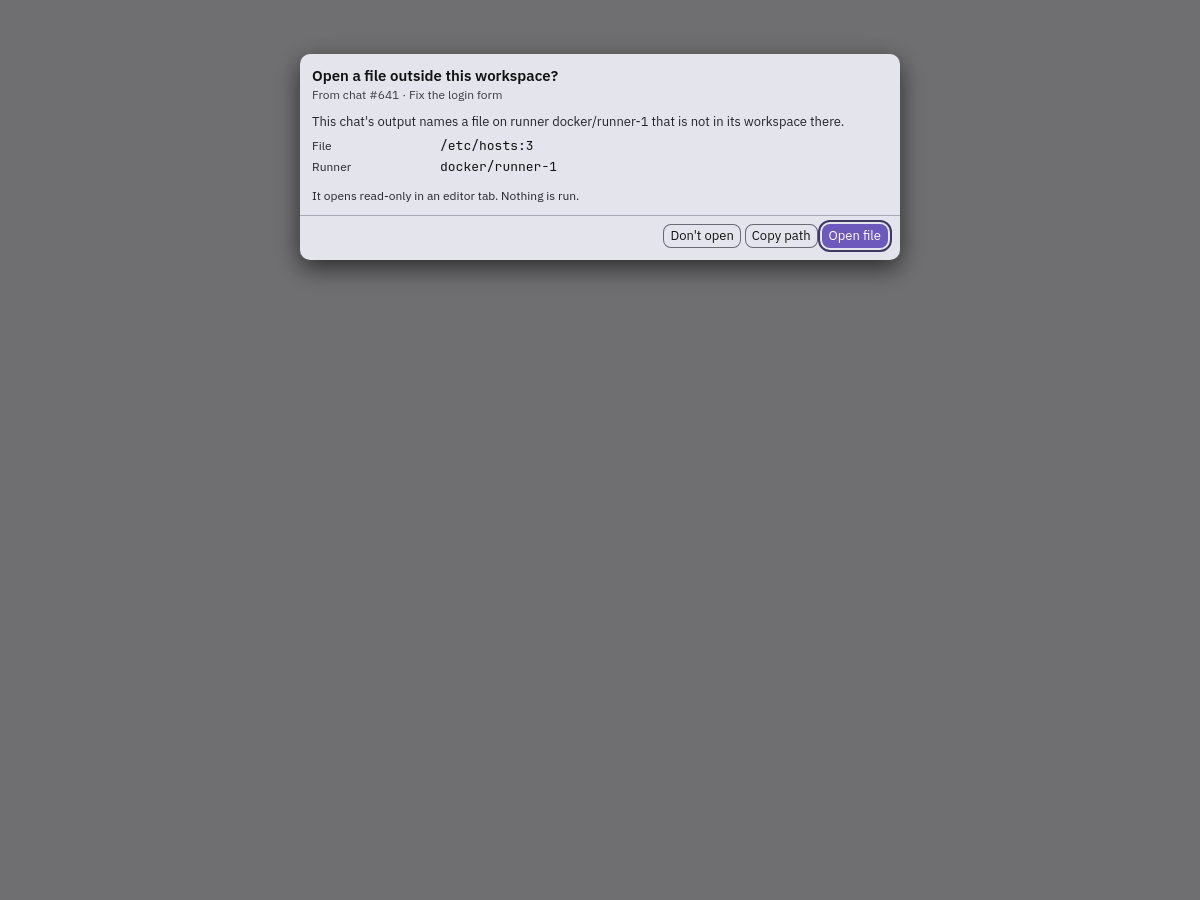 Open a file outside this workspace?
From chat #641 · Fix the login form
This chat's output names a file on runner docker/runner-1 that is not in its workspace there.
File /etc/hosts:3
Runner docker/runner-1
It opens read-only in an editor tab. Nothing is run.
Don't open Copy path Open file